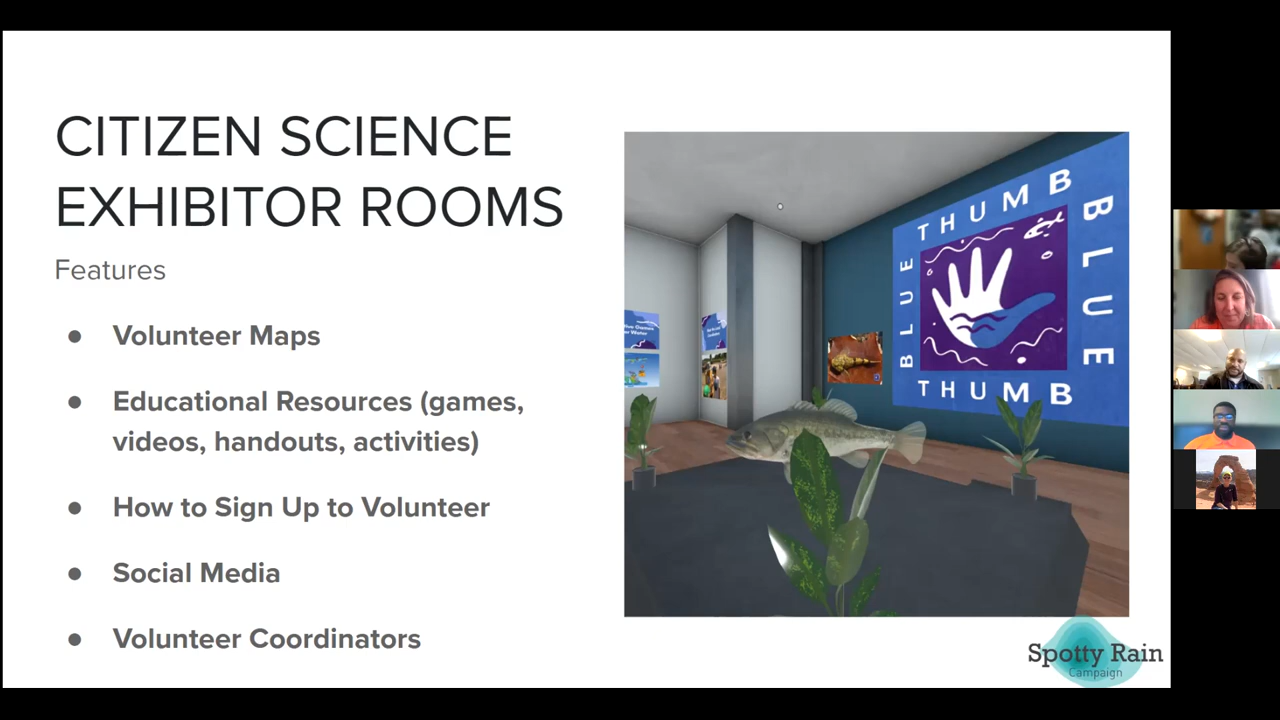 CITIZEN SCIENCE
EXHIBITOR ROOMS
Features
● Volunteer Maps
● Educational Resources (games,
videos, handouts, activities)
● How to Sign Up to Volunteer
● Social Media
● Volunteer Coordinators
BLUE
THUMB
BLUE
THUMB
Spotty Rain
Campaign